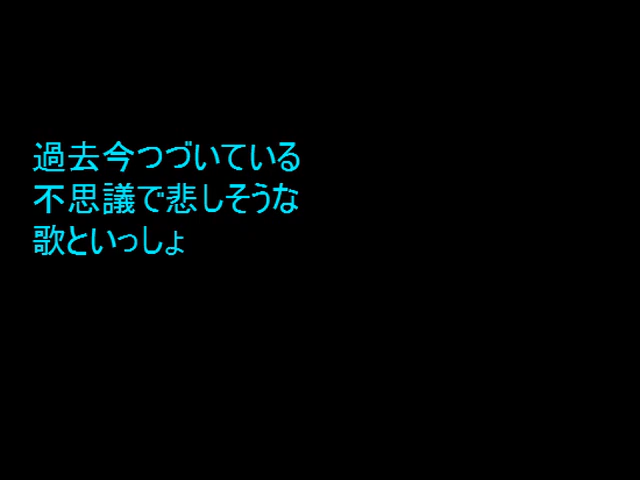 過去今つづいている
不思議で悲しそうな
歌といっしょ